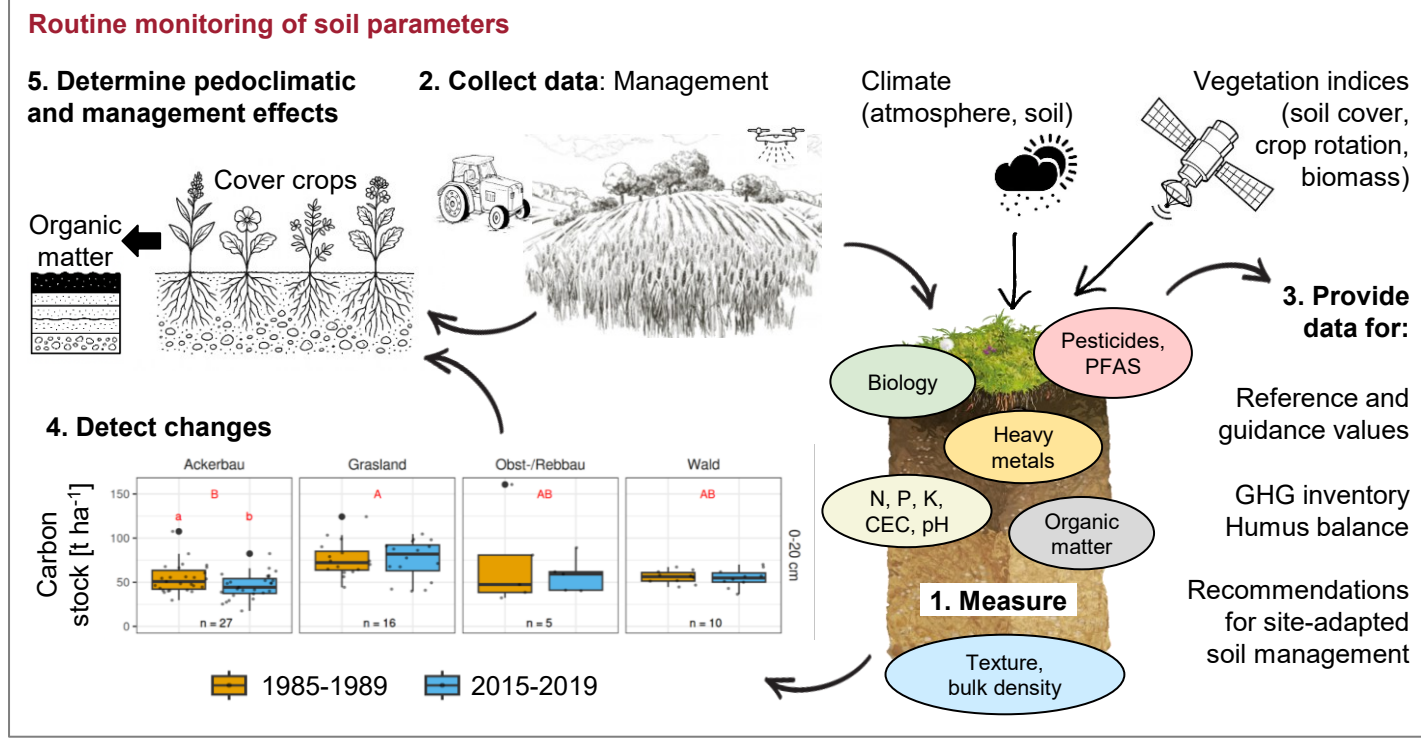 Routine monitoring of soil parameters
5. Determine pedoclimatic
and management effects
Cover crops
Organic
matter
2. Collect data: Management
Climate
(atmosphere, soil)
Vegetation indices
(soil cover,
crop rotation,
biomass)
3. Provide
data for:
Reference and
guidance values
GHG inventory
Humus balance
Recommendations
for site-adapted
soil management
Pesticides,
PFAS
Biology
Heavy
metals
N, P, K,
CEC, pH
Organic
matter
1. Measure
Texture,
bulk density
4. Detect changes
Ackerbau
Grasland
Obst-/Rebbau
Wald
Carbon
stock [t ha-1]
150
100
50
0
B
a
b
A
AB
AB
n = 27
n = 16
n = 5
n = 10
0-20 cm
1985-1989
2015-2019